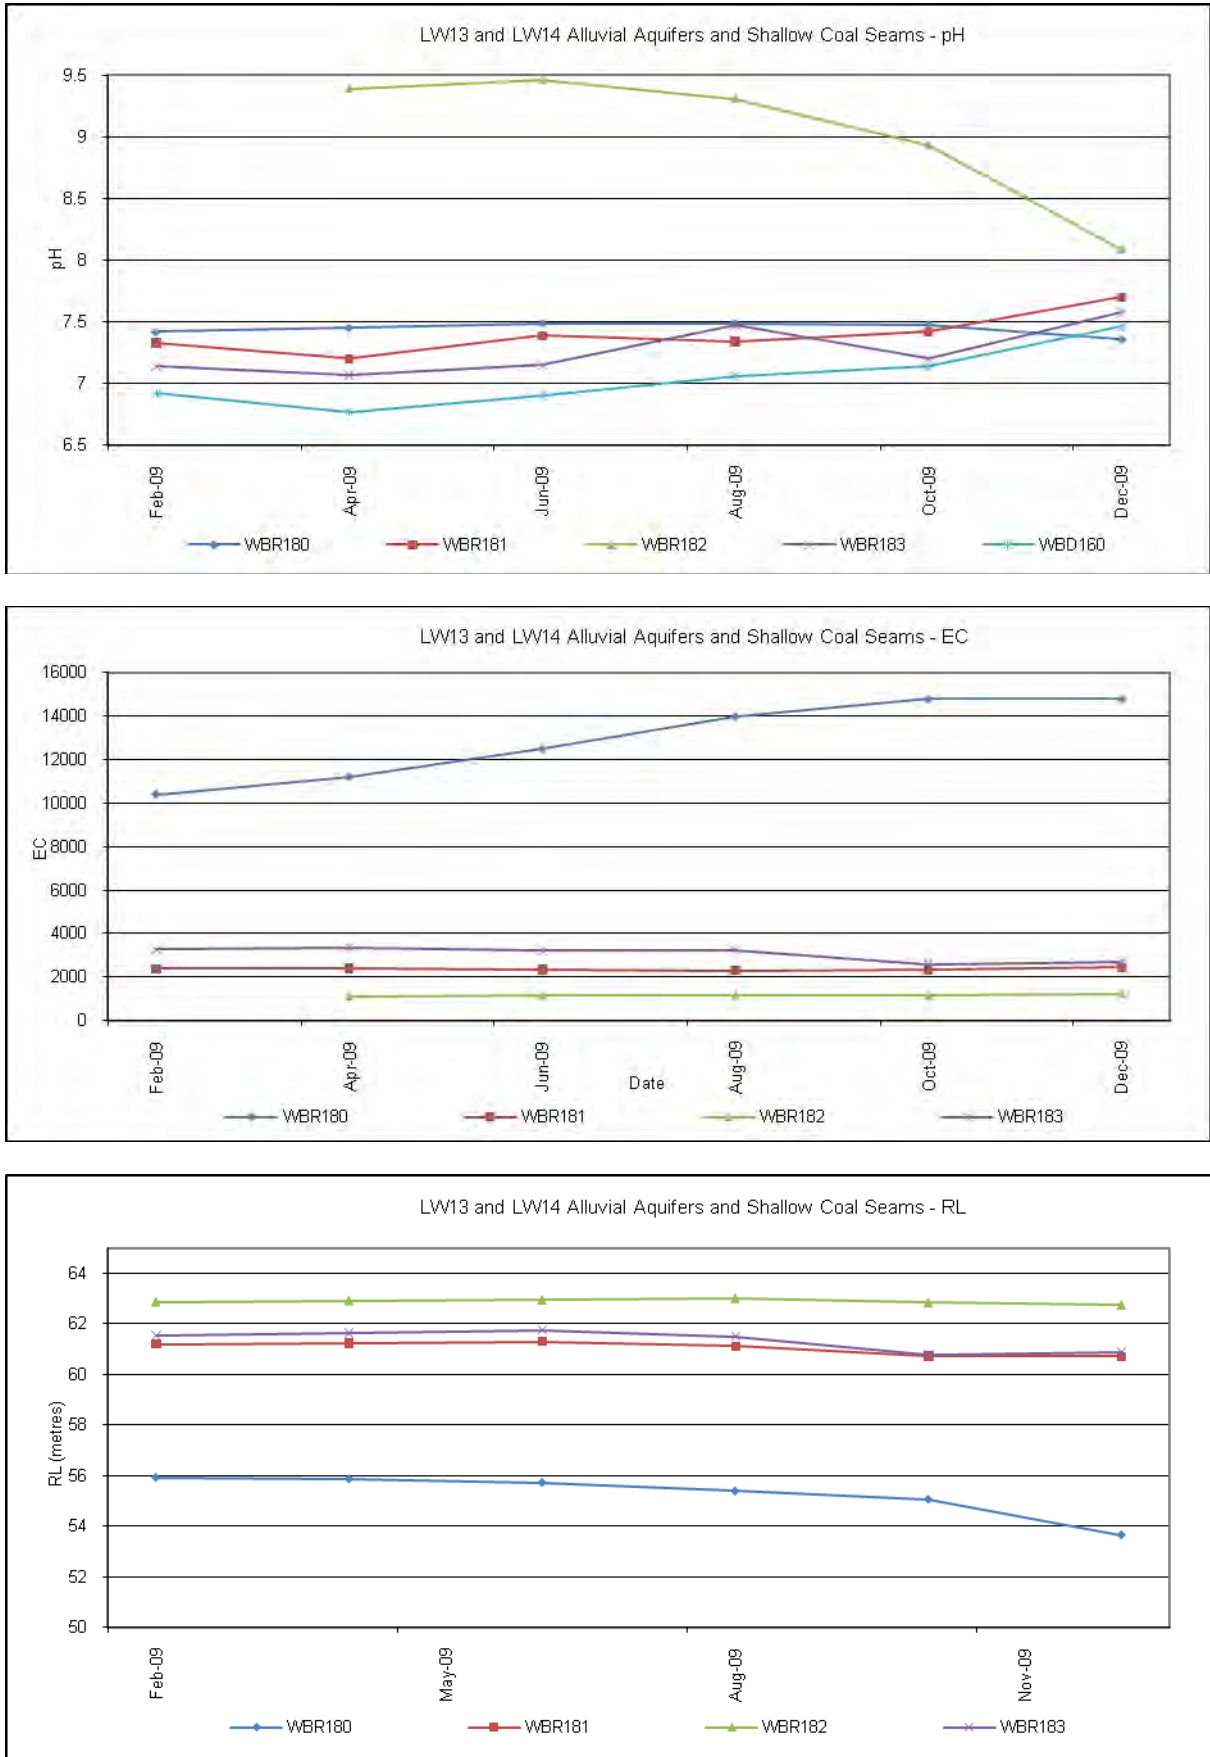 LW13 and LW14 Alluvial Aquifers and Shallow Coal Seams - pH
9.5
9
8.5
8
7.5
7
6.5
pH
Feb-09
Apr-09
Jun-09
Aug-09
Oct-09
Dec-09
WBR180 WBR181 WBR182 WBR183 WBD160
LW13 and LW14 Alluvial Aquifers and Shallow Coal Seams - EC
16000
14000
12000
10000
8000
6000
4000
2000
0
EC
Feb-09
Apr-09
Jun-09
Aug-09
Oct-09
Dec-09
Date
WBR180 WBR181 WBR182 WBR183
LW13 and LW14 Alluvial Aquifers and Shallow Coal Seams - RL
64
62
60
58
56
54
52
50
RL (metres)
Feb-09
May-09
Aug-09
Nov-09
WBR180 WBR181 WBR182 WBR183